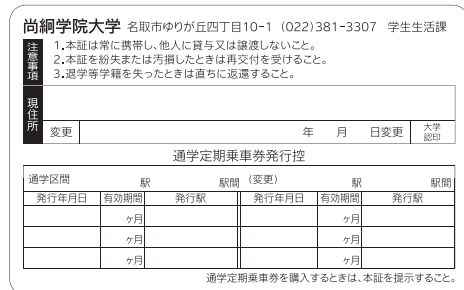 尚絅学院大学 名取市ゆりが丘四丁目10-1 (022)381-3307 学生生活課
注意事項
1.本証は常に携帯し、他人に貸与又は譲渡しないこと。
2.本証を紛失または汚損したときは再交付を受けること。
3.退学等学籍を失ったときは直ちに返還すること。
現住所
変更 年 月 日変更 大学認印
通学定期乗車券発行控
通学区間 駅 駅間 (変更) 駅 駅間
発行年月日 有効期間 発行駅 発行年月日 有効期間 発行駅
ヶ月 ヶ月
ヶ月 ヶ月
ヶ月 ヶ月
通学定期乗車券を購入するときは、本証を提示すること。